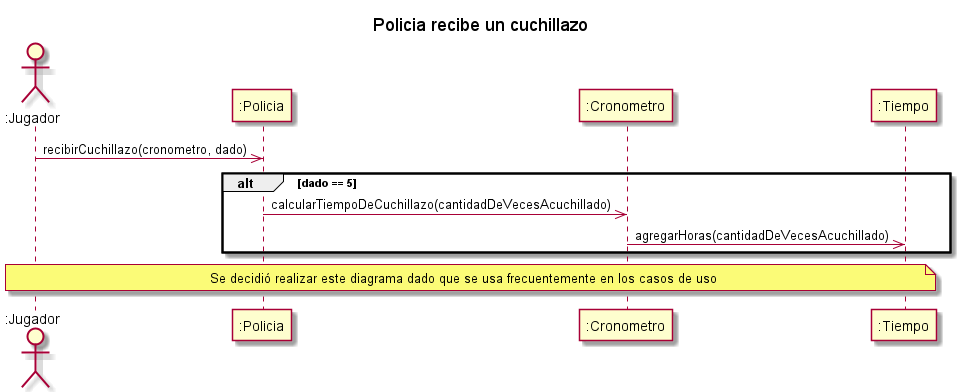 Policia recibe un cuchillazo
:Jugador
:Policia
:Cronometro
:Tiempo
recibirCuchillazo(cronometro, dado)
alt
[dado == 5]
calcularTiempoDeCuchillazo(cantidadDeVecesAcuchillado)
agregarHoras(cantidadDeVecesAcuchillado)
Se decidió realizar este diagrama dado que se usa frecuentemente en los casos de uso
:Jugador
:Policia
:Cronometro
:Tiempo